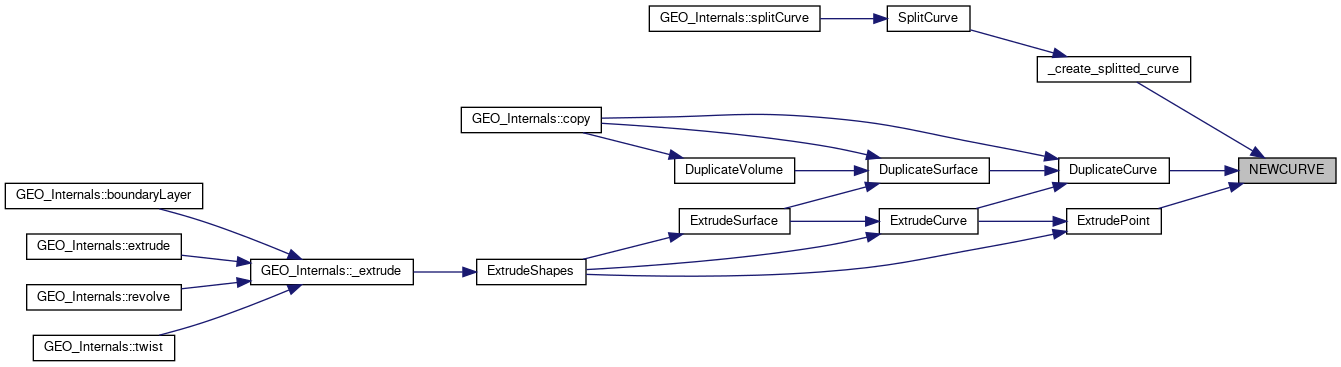 GEO_Internals::splitCurve
SplitCurve
_create_splitted_curve
GEO_Internals::copy
DuplicateVolume
DuplicateSurface
DuplicateCurve
NEWCURVE
GEO_Internals::boundaryLayer
ExtrudeSurface
ExtrudeCurve
ExtrudePoint
GEO_Internals::extrude
GEO_Internals::_extrude
ExtrudeShapes
GEO_Internals::revolve
GEO_Internals::twist